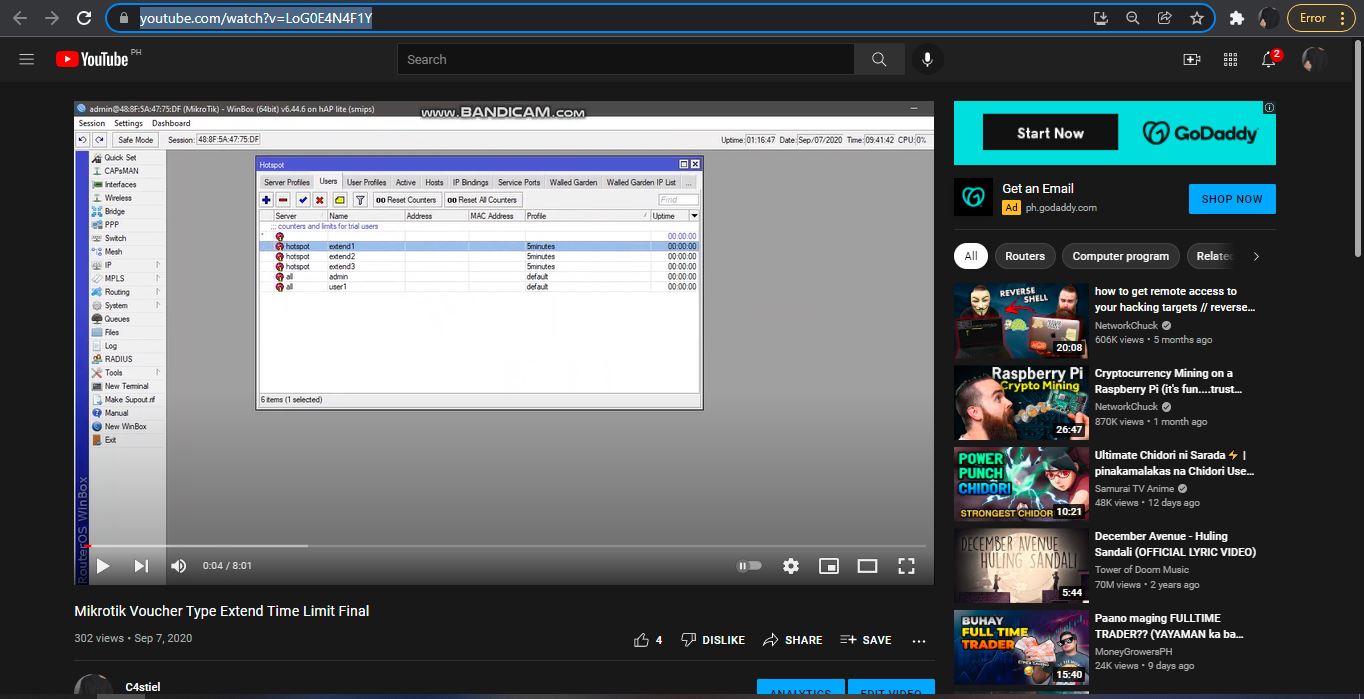 youtube.com/watch?v=LoG0E4N4F1Y
Error
YouTube PH
Search
2
admin@48:8F:5A:47:75:DF (MikroTik) - WinBox (64bit) v6.44.6 on hAP lite (smips)
www.BANDICAM.com
Session Settings Dashboard
Safe Mode Session: 48:8F:5A:47:75:DF Uptime: 01:16:47 Date: Sep/07/2020 Time: 09:41:42 CPU: 0%
Quick Set
CAPsMAN
Interfaces
Wireless
Bridge
PPP
Switch
Mesh
IP
MPLS
Routing
System
Queues
Files
Log
RADIUS
Tools
New Terminal
Make Supout.rif
Manual
New WinBox
Exit
RouterOS WinBox
Hotspot
Server Profiles Users User Profiles Active Hosts IP Bindings Service Ports Walled Garden Walled Garden IP List ...
00 Reset Counters 00 Reset All Counters Find
Server Name Address MAC Address Profile Uptime
::: counters and limits for trial users
00:00:00
hotspot extend1 5minutes 00:00:00
hotspot extend2 5minutes 00:00:00
hotspot extend3 5minutes 00:00:00
all admin default 00:00:00
all user1 default 00:00:00
6 items (1 selected)
0:04 / 8:01
Mikrotik Voucher Type Extend Time Limit Final
302 views • Sep 7, 2020
4 DISLIKE SHARE SAVE ...
C4stiel
ANALYTICS EDIT VIDEO
Start Now GoDaddy
Get an Email
Ad ph.godaddy.com
SHOP NOW
All Routers Computer program Relate
REVERSE
SHELL
20:08
how to get remote access to
your hacking targets // reverse...
NetworkChuck
606K views • 5 months ago
Raspberry Pi
Crypto Mining
26:47
Cryptocurrency Mining on a
Raspberry Pi (it's fun....trust...
NetworkChuck
870K views • 1 month ago
POWER
PUNCH
CHIDORI
STRONGEST CHIDOR
10:21
Ultimate Chidori ni Sarada⚡ |
pinakamalakas na Chidori Use...
Samurai TV Anime
48K views • 12 days ago
DECEMBER AVENUE
HULING SANDALI
5:44
December Avenue - Huling
Sandali (OFFICIAL LYRIC VIDEO)
Tower of Doom Music
70M views • 2 years ago
BUHAY
FULL TIME
TRADER
15:40
Paano maging FULLTIME
TRADER?? (YAYAMAN ka ba...
MoneyGrowersPH
24K views • 9 days ago